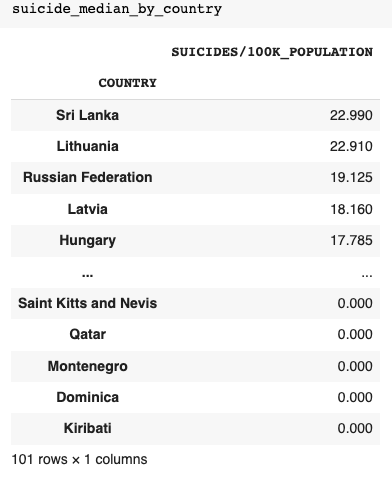 suicide_median_by_country
SUICIDES/100K_POPULATION
COUNTRY
Sri Lanka 22.990
Lithuania 22.910
Russian Federation 19.125
Latvia 18.160
Hungary 17.785
... ...
Saint Kitts and Nevis 0.000
Qatar 0.000
Montenegro 0.000
Dominica 0.000
Kiribati 0.000
101 rows × 1 columns